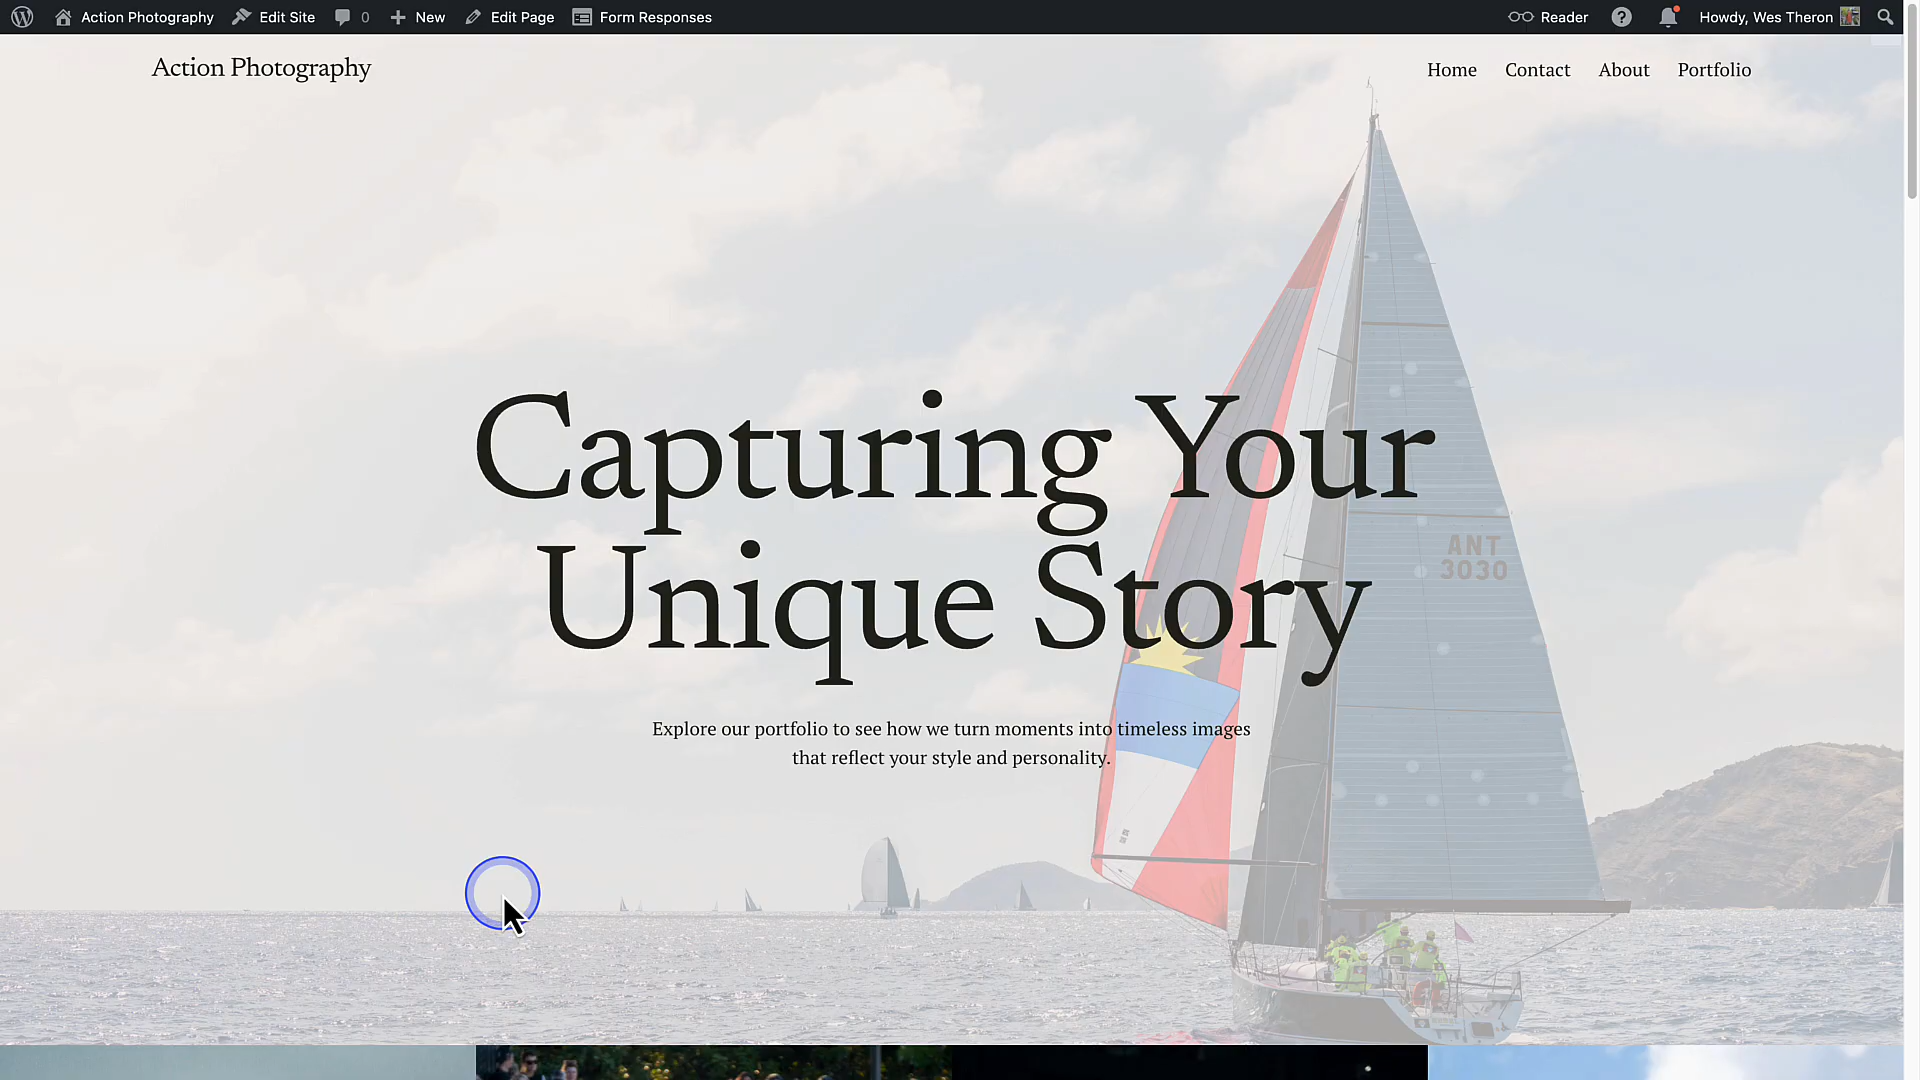 Action Photography
Edit Site
0
New
Edit Page
Form Responses
Reader
Howdy, Wes Theron
Action Photography
Home
Contact
About
Portfolio
Capturing Your
Unique Story
ANT
3030
Explore our portfolio to see how we turn moments into timeless images
that reflect your style and personality.